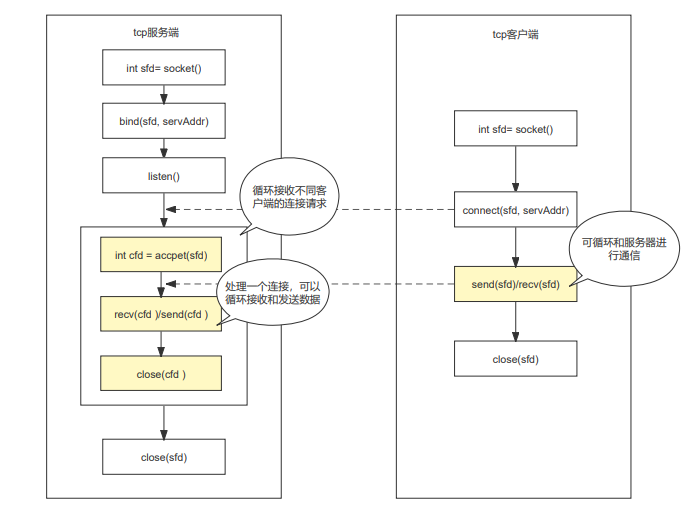 tcp服务端
int sfd= socket()
bind(sfd, servAddr)
listen()
循环接收不同客
户端的连接请求
int cfd = accpet(sfd)
处理一个连接，可以
循环接收和发送数据
recv(cfd )/send(cfd )
close(cfd )
close(sfd)
tcp客户端
int sfd= socket()
connect(sfd, servAddr)
可循环和服务器进
行通信
send(sfd)/recv(sfd)
close(sfd)